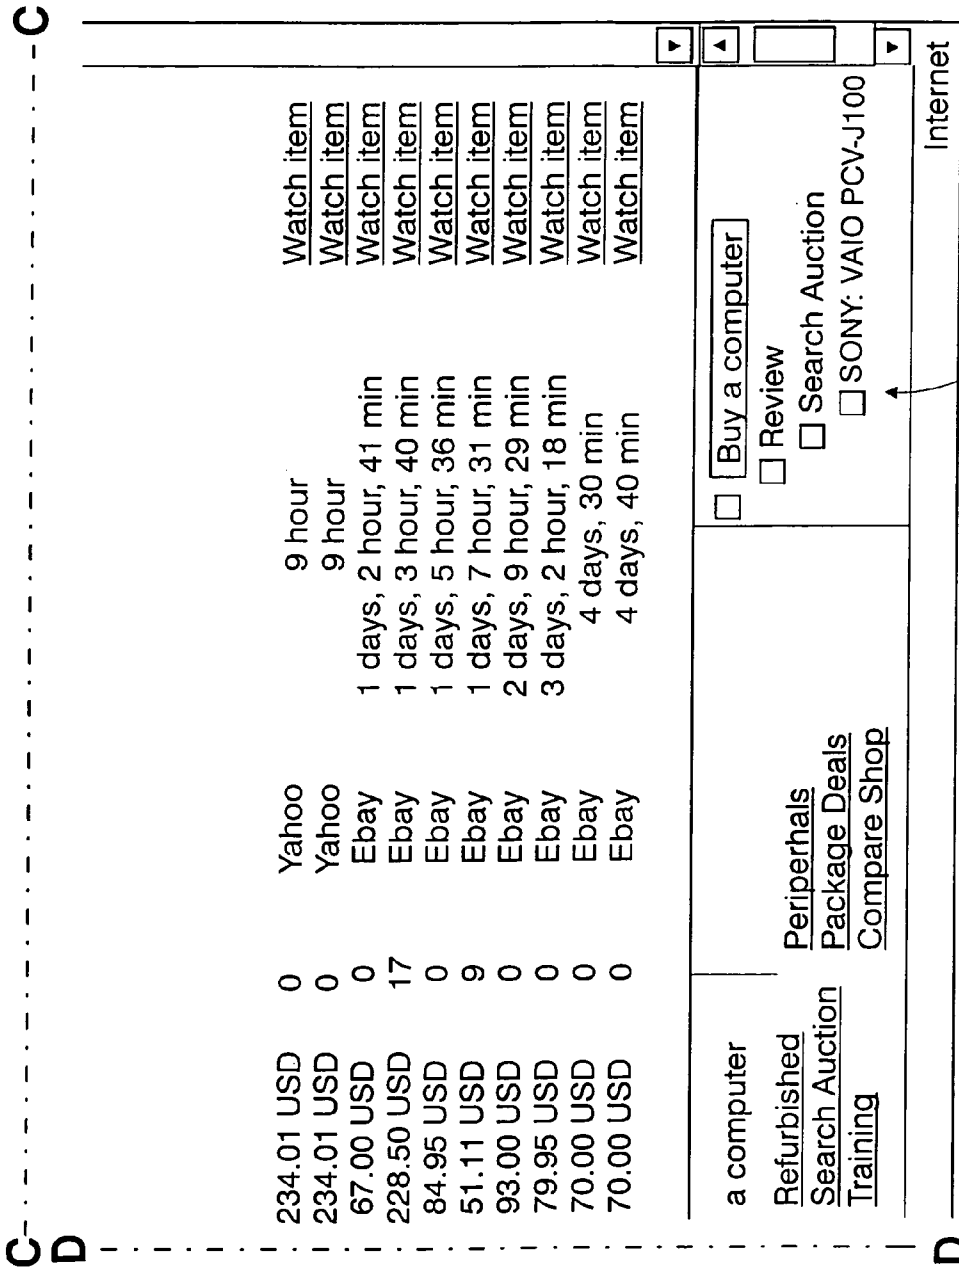 C C
D
234.01 USD 0 Yahoo 9 hour Watch item
234.01 USD 0 Yahoo 9 hour Watch item
67.00 USD 0 Ebay 1 days, 2 hour, 41 min Watch item
228.50 USD 17 Ebay 1 days, 3 hour, 40 min Watch item
84.95 USD 0 Ebay 1 days, 5 hour, 36 min Watch item
51.11 USD 9 Ebay 1 days, 7 hour, 31 min Watch item
93.00 USD 0 Ebay 2 days, 9 hour, 29 min Watch item
79.95 USD 0 Ebay 3 days, 2 hour, 18 min Watch item
70.00 USD 0 Ebay 4 days, 30 min Watch item
70.00 USD 0 Ebay 4 days, 40 min Watch item
a computer
Refurbished Periperhals
Search Auction Package Deals
Training Compare Shop
Buy a computer
Review
Search Auction
SONY: VAIO PCV-J100
Internet
D